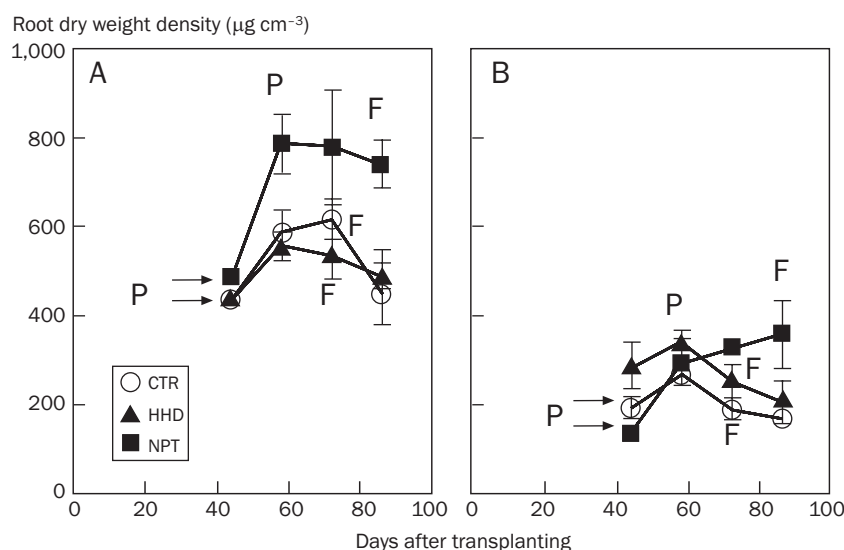 Root dry weight density (µg cm⁻³)
1,000
800
600
400
200
0
A
P
F
F
F
P
CTR
HHD
NPT
0 20 40 60 80 100
B
F
P
F
P
F
0 20 40 60 80 100
Days after transplanting